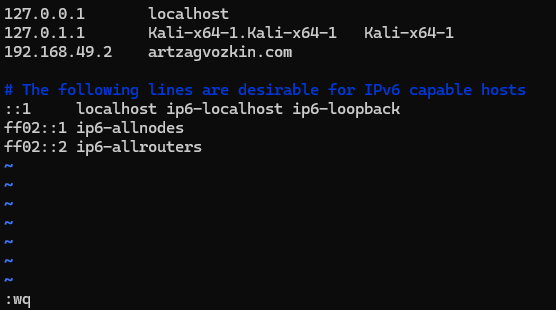 127.0.0.1       localhost
127.0.1.1       Kali-x64-1.Kali-x64-1   Kali-x64-1
192.168.49.2    artzagvozkin.com

# The following lines are desirable for IPv6 capable hosts
::1     localhost ip6-localhost ip6-loopback
ff02::1 ip6-allnodes
ff02::2 ip6-allrouters
~
~
~
~
~
~
~
:wq